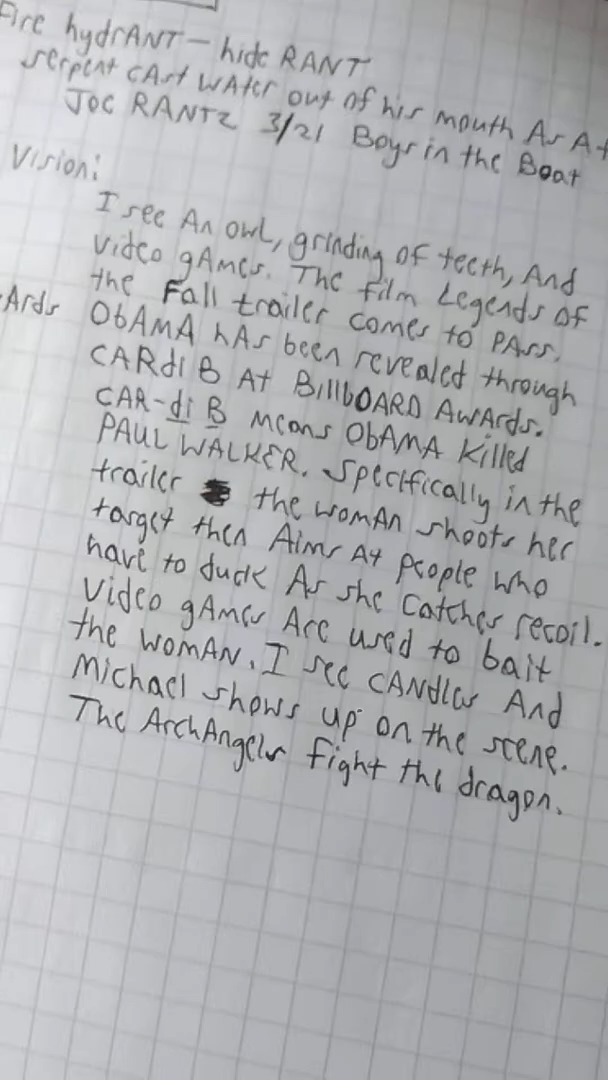 Fire hydrANT – hide RANT
serpent cAst WAter out of his mouth As At
JOE RANTZ 3/21 Boys in the Boat
Vision:
I see An owl, grinding of teeth, And
video gAmes. The film Legends of
the Fall trailer comes to PAss.
Ards ObAMA hAs been revealed through
CARdi B At BillBOARD AwArds.
CAR-di B meAns ObAMA killed
PAUL WALKER. Specifically in the
trailer the womAn shoots her
target then Aims At people who
have to duck As she Catches recoil.
Video gAmes Are used to bait
the womAN. I see CANdles And
Michael shows up on the scene.
The ArchAngels fight the dragon.